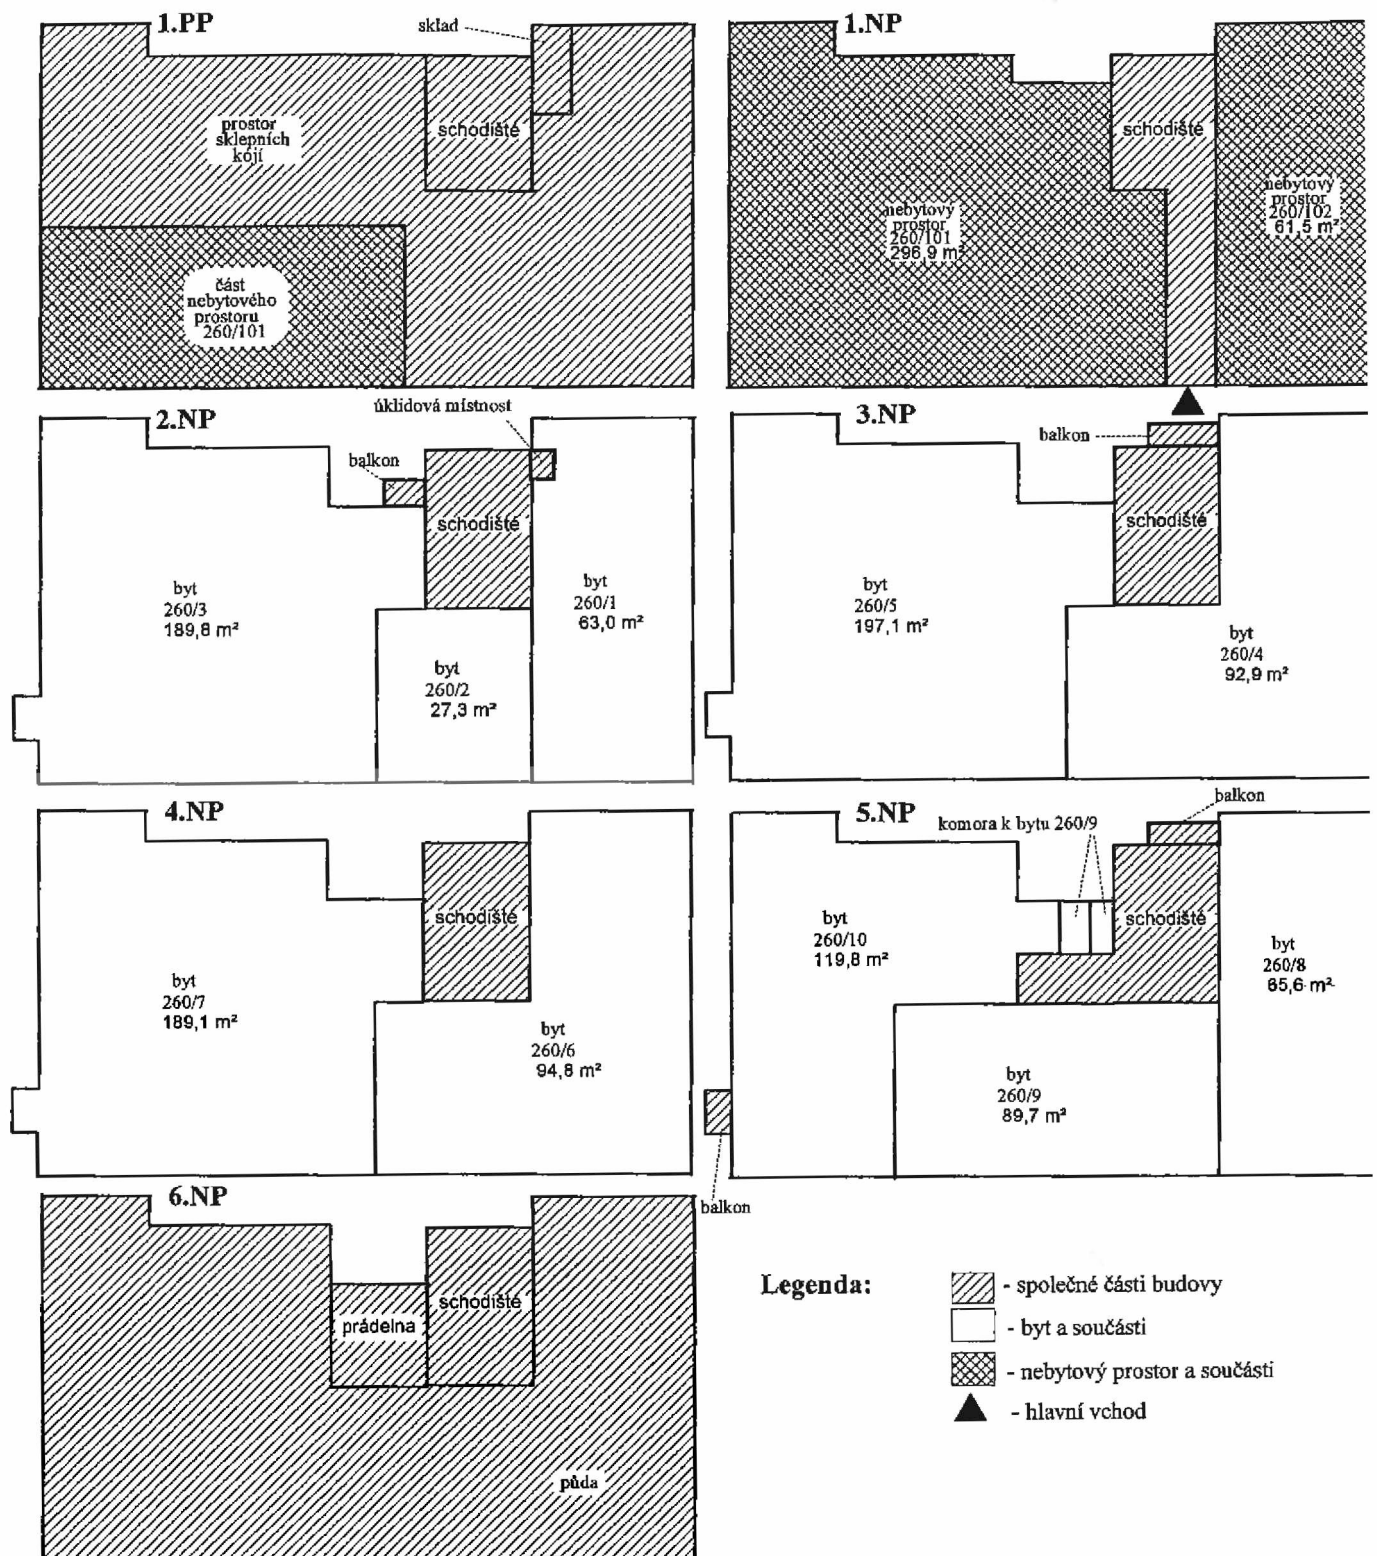 1.PP
sklad
prostor
sklepních
kójí
schodiště
část
nebytového
prostoru
260/101
1.NP
schodiště
nebytový
prostor
260/101
296,9 m²
nebytový
prostor
260/102
61,5 m²
2.NP
úklidová místnost
balkon
schodiště
byt
260/3
189,8 m²
byt
260/1
63,0 m²
byt
260/2
27,3 m²
3.NP
balkon
schodiště
byt
260/5
197,1 m²
byt
260/4
92,9 m²
4.NP
schodiště
byt
260/7
189,1 m²
byt
260/6
94,8 m²
5.NP
balkon
komora k bytu 260/9
schodiště
byt
260/10
119,8 m²
byt
260/8
65,6 m²
byt
260/9
89,7 m²
balkon
6.NP
schodiště
prádelna
půda
Legenda:
- společné části budovy
- byt a součásti
- nebytový prostor a součásti
- hlavní vchod